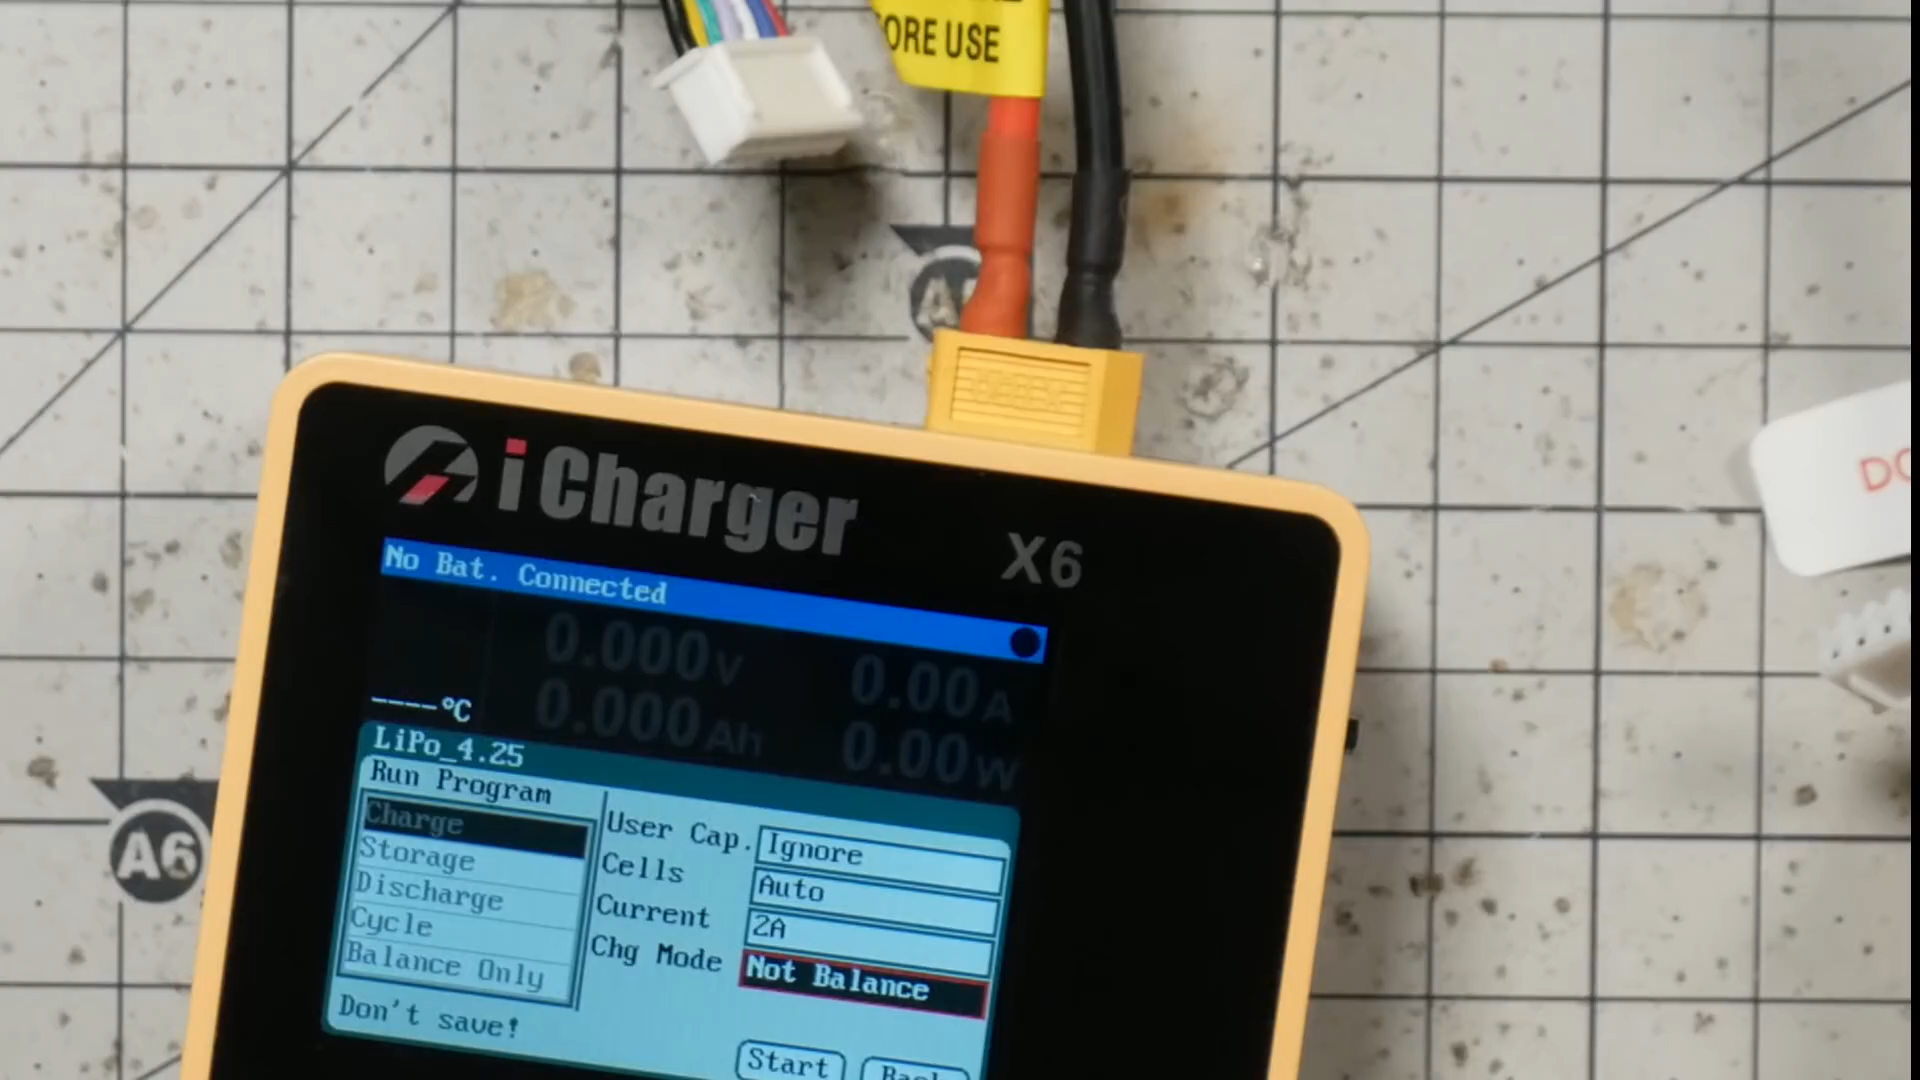 ORE USE
iCharger
X6
No Bat. Connected
0.000V 0.00A
----°C
0.000Ah 0.00W
LiPo_4.25
Run Program
Charge
Storage
Discharge
Cycle
Balance Only
User Cap. Ignore
Cells Auto
Current 2A
Chg Mode Not Balance
Don't save!
Start
A6